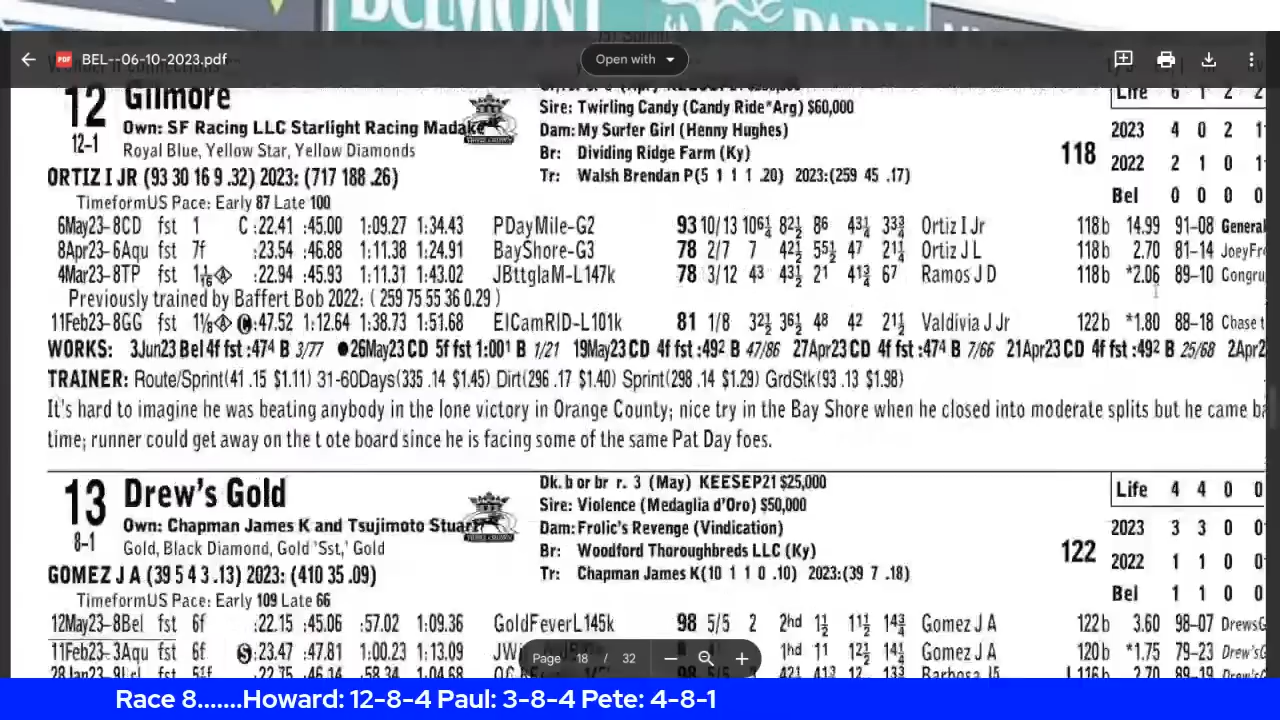 BELMONT PARK
BEL--06-10-2023.pdf
Open with
12 Gilmore
Life 6 1 2 2
Sire: Twirling Candy (Candy Ride*Arg) $60,000
Own: SF Racing LLC Starlight Racing Madake
12-1
Dam: My Surfer Girl (Henny Hughes)
2023 4 0 2 1
Royal Blue, Yellow Star, Yellow Diamonds
Br: Dividing Ridge Farm (Ky)
118
2022 2 1 0 1
ORTIZ I JR (93 30 16 9 .32) 2023: (717 188 .26)
Tr: Walsh Brendan P(5 1 1 1 .20) 2023:(259 45 .17)
Bel 0 0 0 0
TimeformUS Pace: Early 87 Late 100
6May23-8CD fst 1 C :22.41 :45.00 1:09.27 1:34.43 PDayMile-G2 93 10/13 106¼ 82½ 86 43¼ 33¾ Ortiz I Jr 118b 14.99 91-08 General
8Apr23-6Aqu fst 7f :23.54 :46.88 1:11.38 1:24.91 BayShore-G3 78 2/7 7 42½ 55½ 47 21¼ Ortiz J L 118b 2.70 81-14 JoeyFr
4Mar23-8TP fst 1 1/16 :22.94 :45.93 1:11.31 1:43.02 JBttglaM-L147k 78 3/12 43 43½ 21 41¾ 67 Ramos J D 118b *2.06 89-10 Congru
Previously trained by Baffert Bob 2022: ( 259 75 55 36 0.29 )
11Feb23-8GG fst 1⅛ C :47.52 1:12.64 1:38.73 1:51.68 ElCamRlD-L101k 81 1/8 32½ 36½ 48 42 21½ Valdivia J Jr 122b *1.80 88-18 Chase t
WORKS: 3Jun23 Bel 4f fst :47⁴ B 3/77 ●26May23 CD 5f fst 1:00¹ B 1/21 19May23 CD 4f fst :49² B 47/86 27Apr23 CD 4f fst :47⁴ B 7/66 21Apr23 CD 4f fst :49² B 25/68 2Apr2
TRAINER: Route/Sprint(41 .15 $1.11) 31-60Days(335 .14 $1.45) Dirt(296 .17 $1.40) Sprint(298 .14 $1.29) GrdStk(93 .13 $1.98)
It's hard to imagine he was beating anybody in the lone victory in Orange County; nice try in the Bay Shore when he closed into moderate splits but he came ba
time; runner could get away on the t ote board since he is facing some of the same Pat Day foes.
13 Drew's Gold
Dk. b or br r. 3 (May) KEESEP21 $25,000
Life 4 4 0 0
Sire: Violence (Medaglia d'Oro) $50,000
Own: Chapman James K and Tsujimoto Stuart
8-1
Dam: Frolic's Revenge (Vindication)
2023 3 3 0 0
Gold, Black Diamond, Gold 'Sst,' Gold
Br: Woodford Thoroughbreds LLC (Ky)
122
2022 1 1 0 0
GOMEZ J A (39 5 4 3 .13) 2023: (410 35 .09)
Tr: Chapman James K(10 1 1 0 .10) 2023:(39 7 .18)
Bel 1 1 0 0
TimeformUS Pace: Early 109 Late 66
12May23-8Bel fst 6f :22.15 :45.06 :57.02 1:09.36 GoldFeverL145k 98 5/5 2 2hd 1½ 11½ 14¾ Gomez J A 122b 3.60 98-07 DrewsG
11Feb23-3Aqu fst 6f S :23.47 :47.81 1:00.23 1:13.09 1hd 11 12½ 14¼ Gomez J A 120b *1.75 79-23 Drew'sG
Page 18 / 32
Race 8.......Howard: 12-8-4 Paul: 3-8-4 Pete: 4-8-1